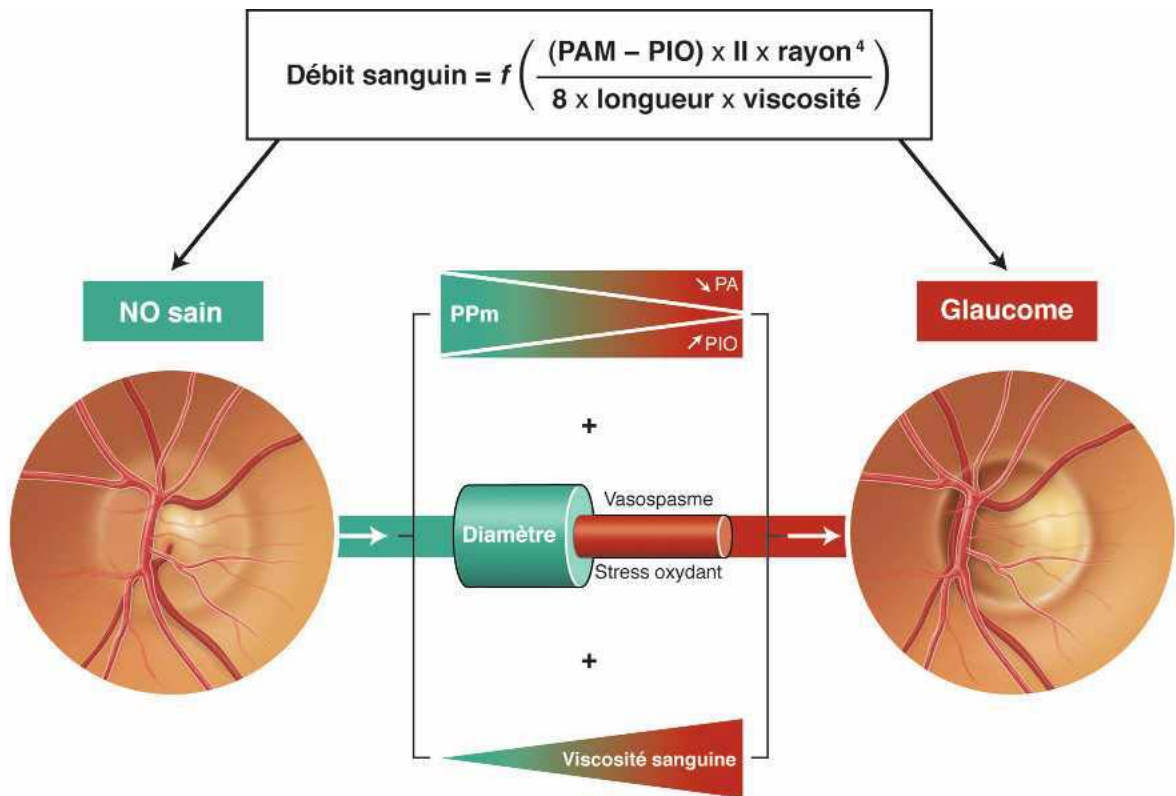 Débit sanguin = f ( (PAM – PIO) x II x rayon⁴
8 x longueur x viscosité )
NO sain
PPm
↘ PA
↗ PIO
Glaucome
+
Vasospasme
Diamètre
Stress oxydant
+
Viscosité sanguine